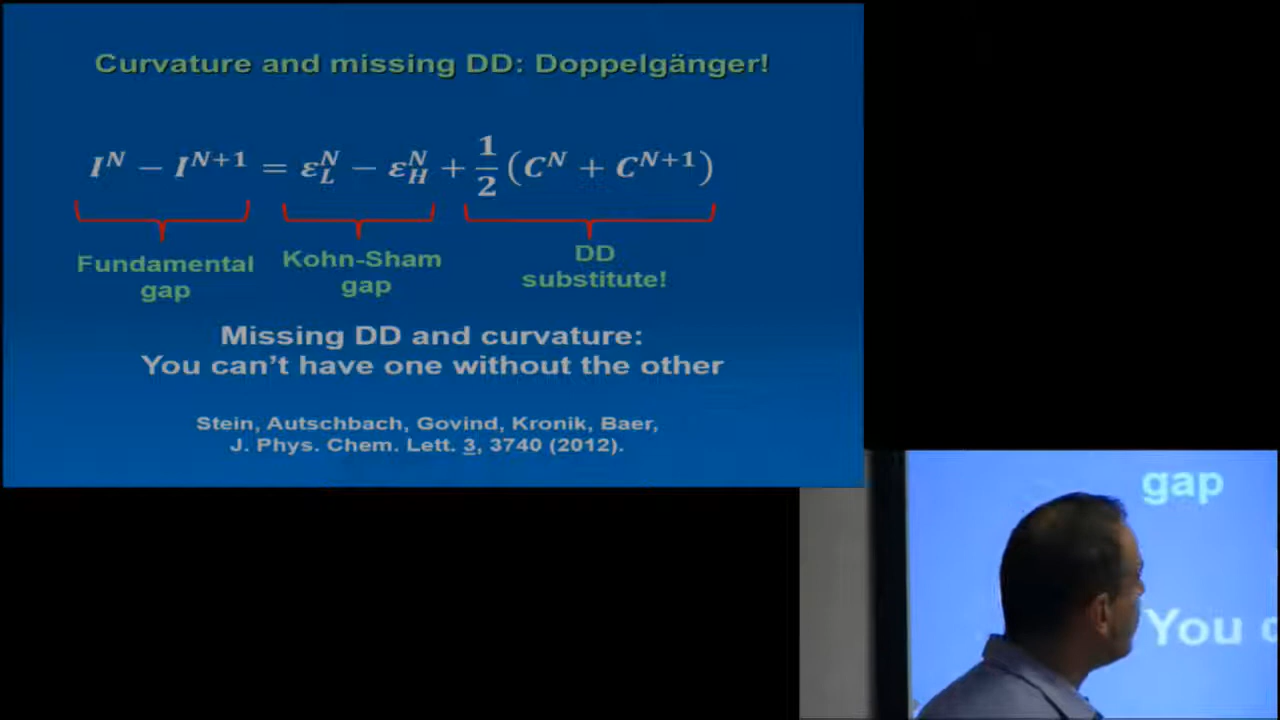 Curvature and missing DD: Doppelgänger!
I^N − I^{N+1} = ε_L^N − ε_H^N + 1/2 (C^N + C^{N+1})
Fundamental gap
Kohn-Sham gap
DD substitute!
Missing DD and curvature:
You can't have one without the other
Stein, Autschbach, Govind, Kronik, Baer,
J. Phys. Chem. Lett. 3, 3740 (2012).
gap
You